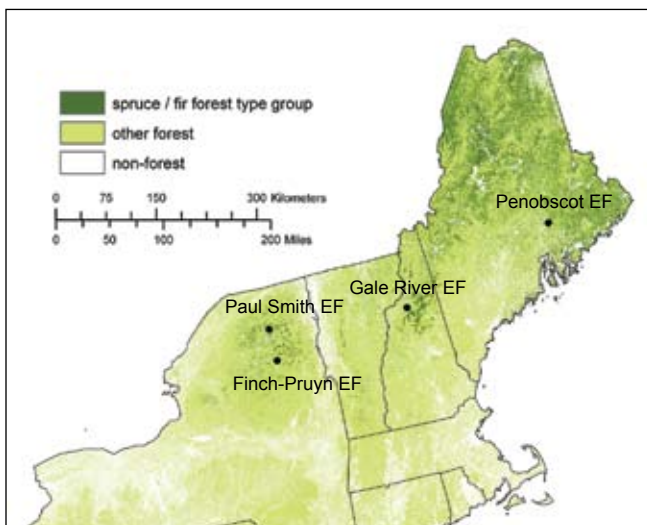 spruce / fir forest type group
other forest
non-forest
0 75 150 300 Kilometers
0 50 100 200 Miles
Penobscot EF
Gale River EF
Paul Smith EF
Finch-Pruyn EF